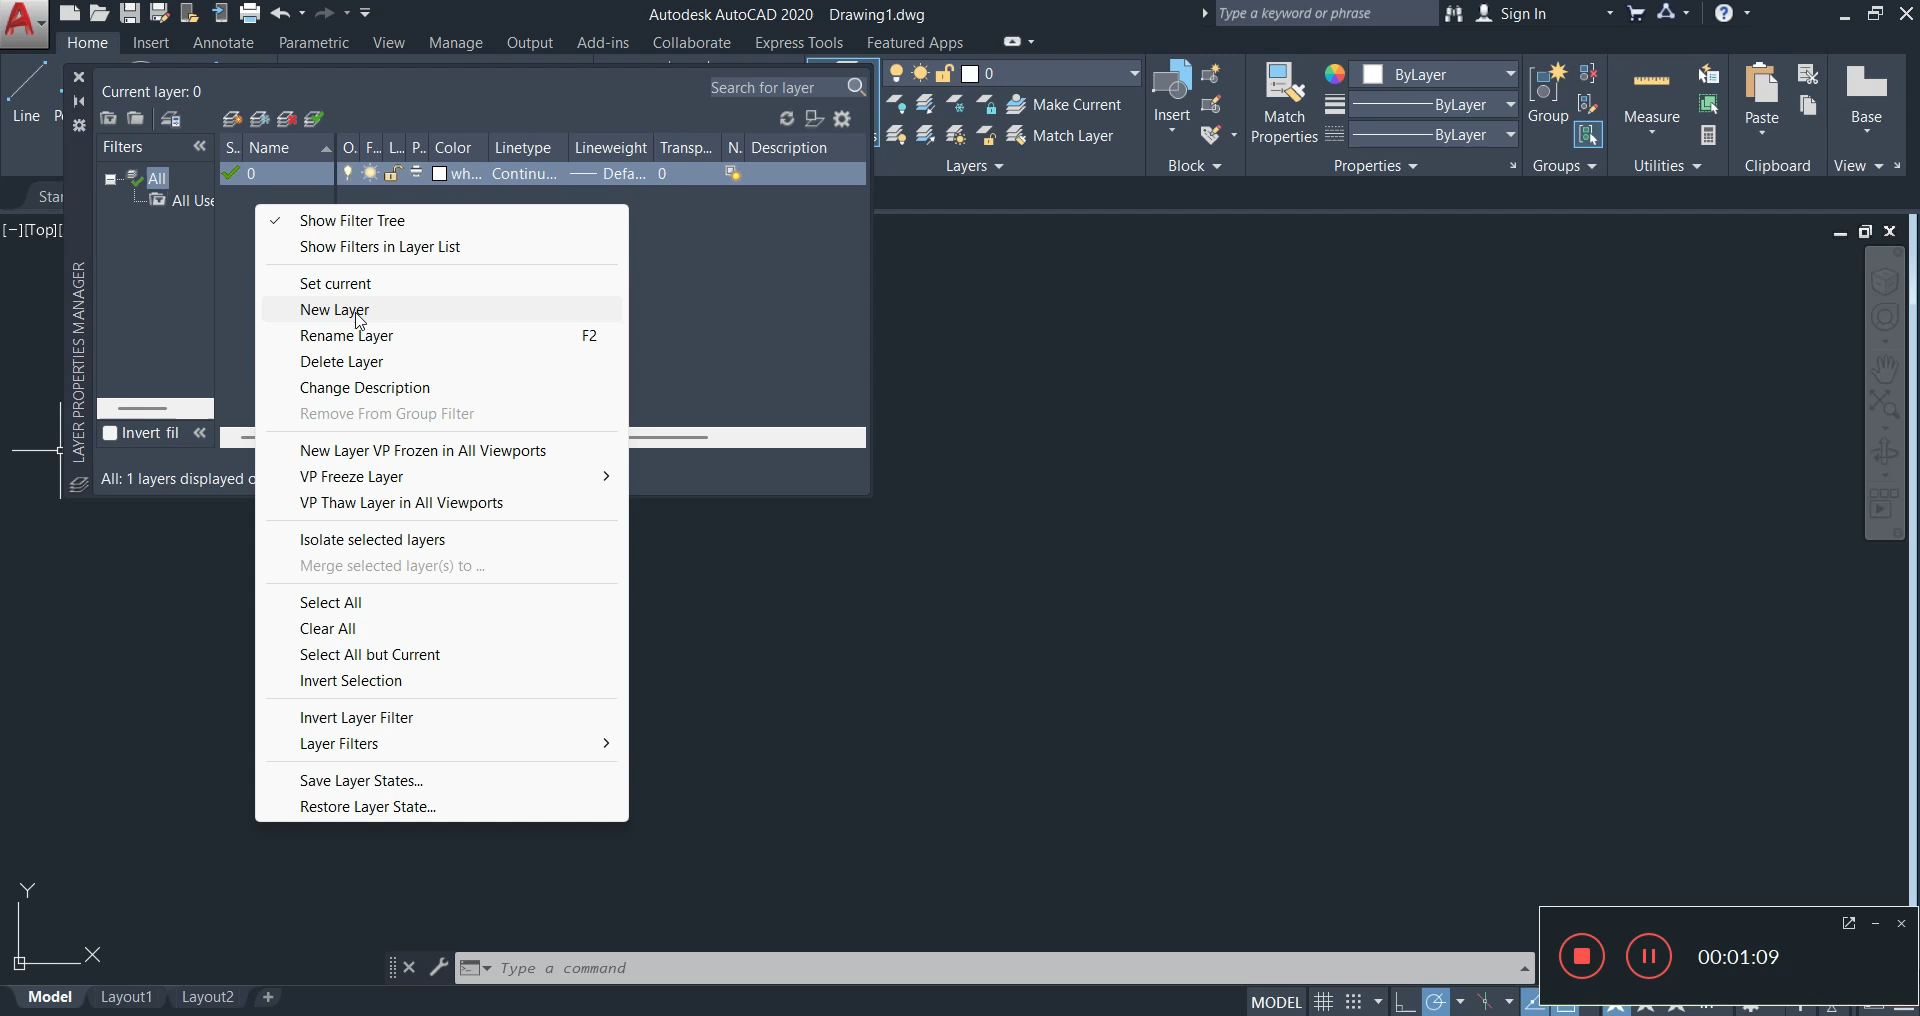 Autodesk AutoCAD 2020 Drawing1.dwg
Type a keyword or phrase
Sign In
Home Insert Annotate Parametric View Manage Output Add-ins Collaborate Express Tools Featured Apps
Line
Current layer: 0
Search for layer
0
Make Current
Match Layer
Layers
Insert
Block
Match
Properties
ByLayer
ByLayer
ByLayer
Properties
Group
Groups
Measure
Utilities
Paste
Clipboard
Base
View
Filters
S.. Name O. F... L... P.. Color Linetype Lineweight Transp... N. Description
All
0 wh... Continu... Defa... 0
All Use
Star
[−][Top][
LAYER PROPERTIES MANAGER
Show Filter Tree
Show Filters in Layer List
Set current
New Layer
Rename Layer F2
Delete Layer
Change Description
Remove From Group Filter
New Layer VP Frozen in All Viewports
VP Freeze Layer
VP Thaw Layer in All Viewports
Isolate selected layers
Merge selected layer(s) to ...
Select All
Clear All
Select All but Current
Invert Selection
Invert Layer Filter
Layer Filters
Save Layer States...
Restore Layer State...
Invert fil
All: 1 layers displayed
Y
X
Type a command
00:01:09
Model Layout1 Layout2
MODEL